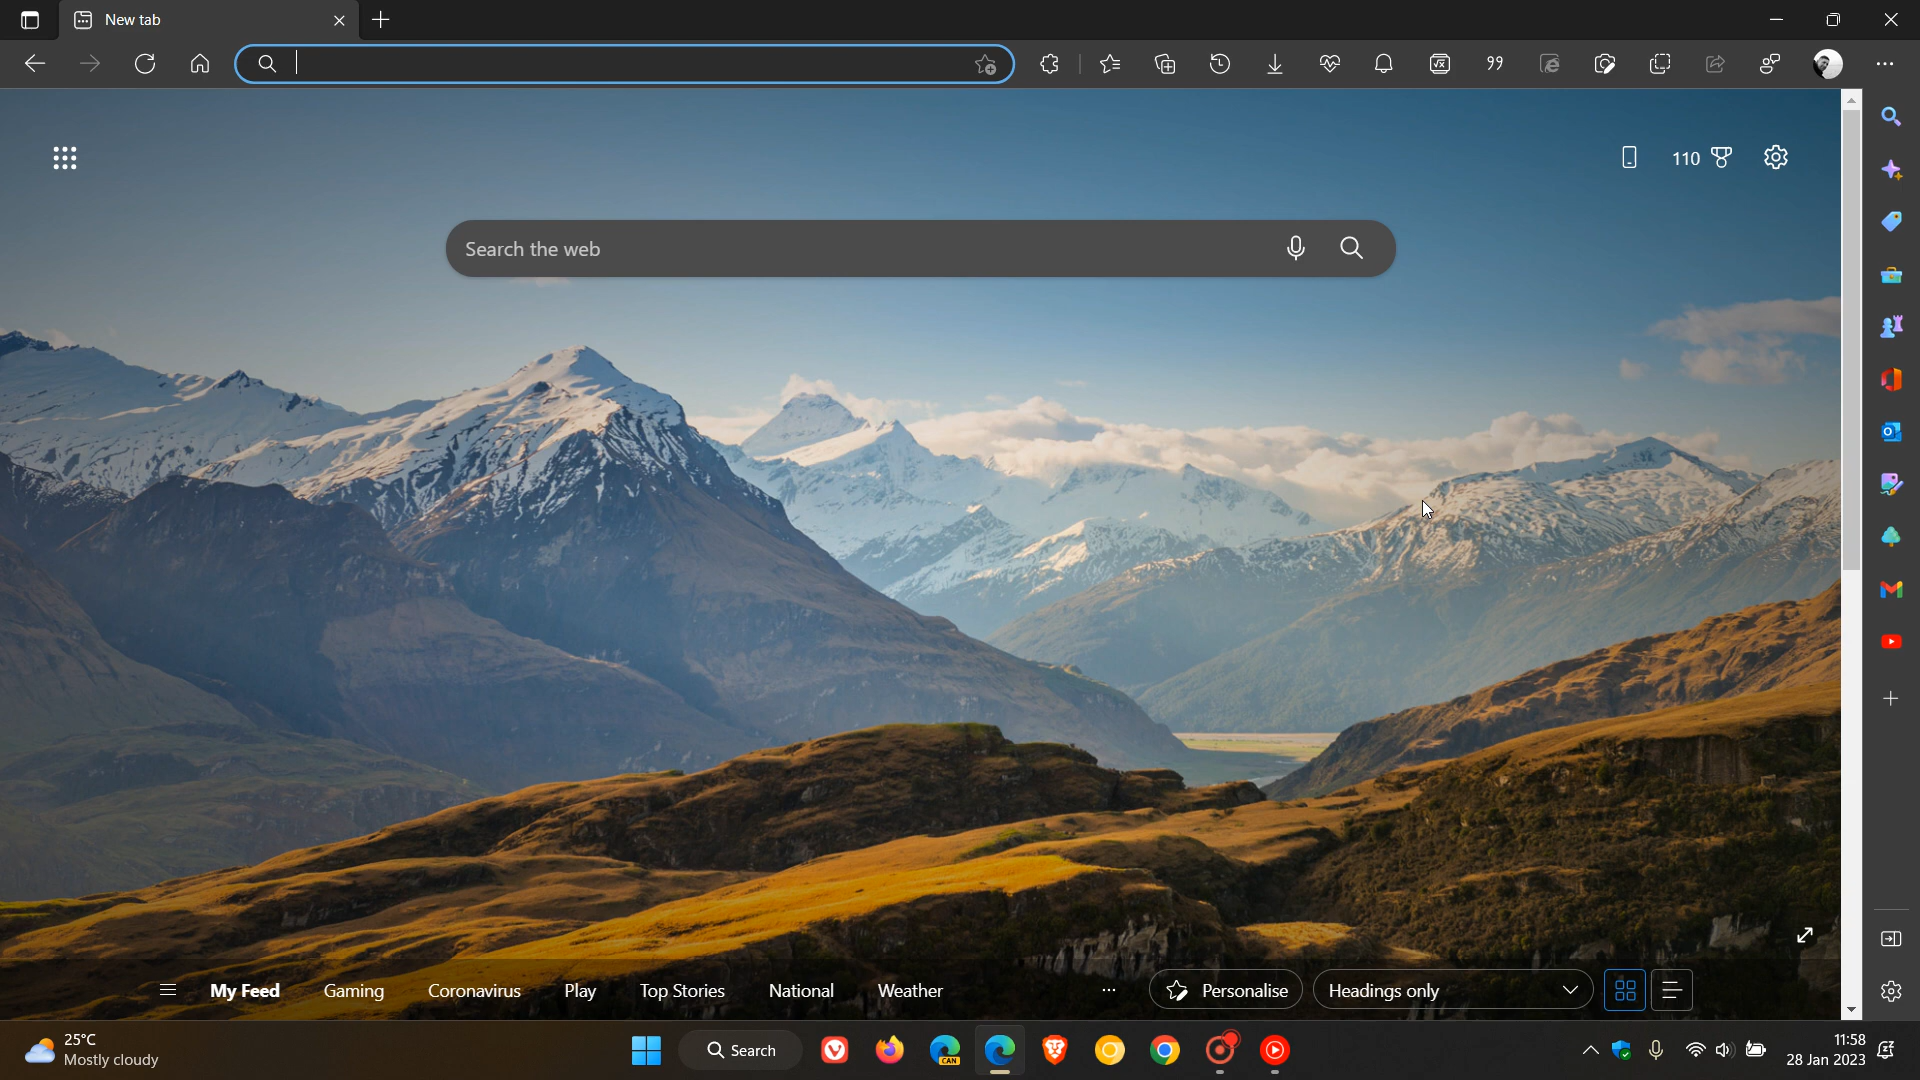 New tab
110
Search the web
My Feed Gaming Coronavirus Play Top Stories National Weather Personalise Headings only
25°C
Mostly cloudy
Search
CAN
11:58
28 Jan 2023